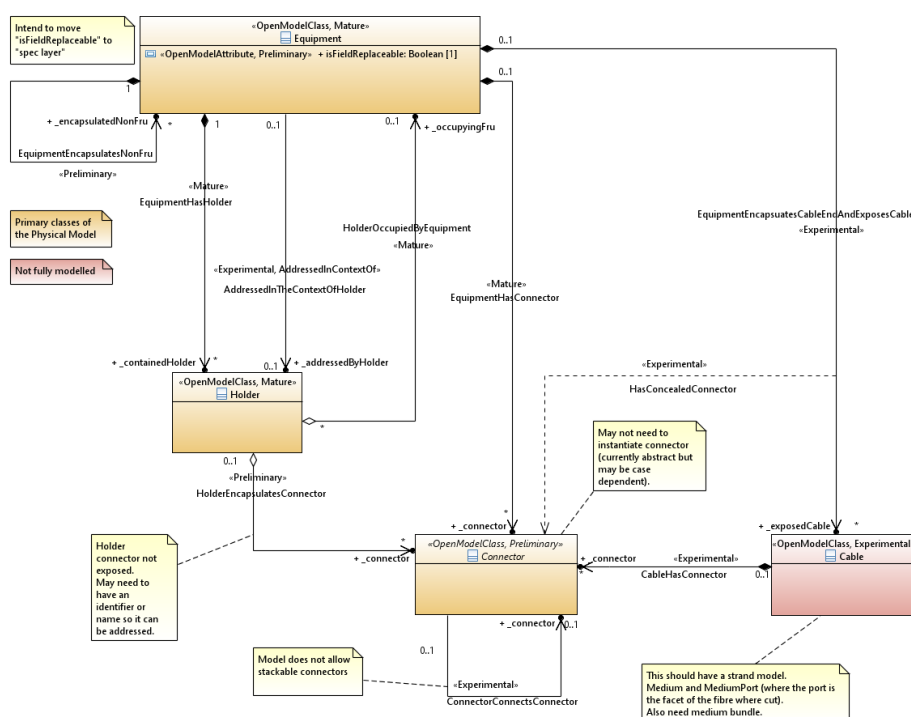 Intend to move
"isFieldReplaceable" to
"spec layer"
«OpenModelClass, Mature»
Equipment
«OpenModelAttribute, Preliminary» + isFieldReplaceable: Boolean [1]
0..1
0..1
1
+ _encapsulatedNonFru
*
1
0..1
0..1
+ _occupyingFru
EquipmentEncapsulatesNonFru
«Preliminary»
«Mature»
EquipmentHasHolder
Primary classes of
the Physical Model
EquipmentEncapsuatesCableEndAndExposesCable
«Experimental»
HolderOccupiedByEquipment
«Mature»
Not fully modelled
«Experimental, AddressedInContextOf»
AddressedInTheContextOfHolder
«Mature»
EquipmentHasConnector
+ _containedHolder
*
0..1
+ _addressedByHolder
«Experimental»
HasConcealedConnector
«OpenModelClass, Mature»
Holder
*
May not need to
instantiate connector
(currently abstract but
may be case
dependent).
0..1
«Preliminary»
HolderEncapsulatesConnector
*
+ _connector
+ _exposedCable
*
Holder
connector not
exposed.
May need to
have an
identifier or
name so it can
be addressed.
*
+ _connector
«OpenModelClass, Preliminary»
Connector
+ _connector
*
«Experimental»
CableHasConnector
0..1
«OpenModelClass, Experimental
Cable
+ _connector
0..1
0..1
Model does not allow
stackable connectors
«Experimental»
ConnectorConnectsConnector
This should have a strand model.
Medium and MediumPort (where the port is
the facet of the fibre where cut).
Also need medium bundle.